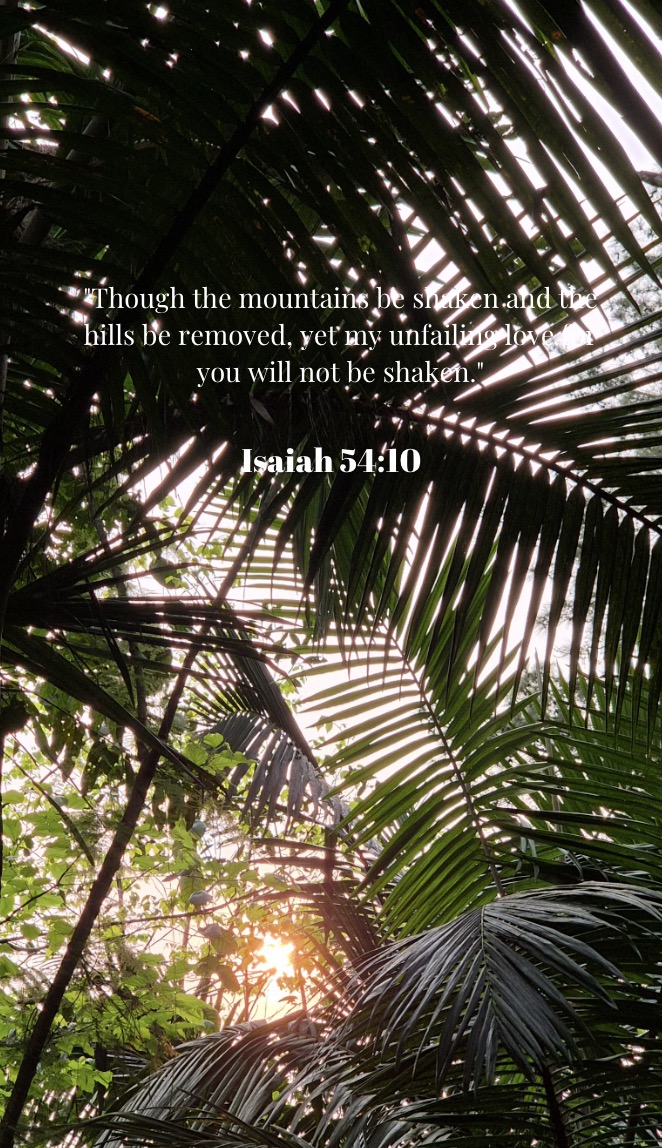 "Though the mountains be shaken and the
hills be removed, yet my unfailing love for
you will not be shaken."
Isaiah 54:10